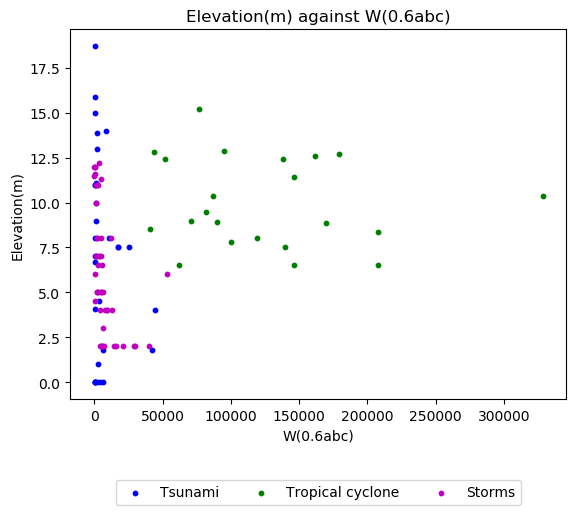 Elevation(m) against W(0.6abc)
17.5
15.0
12.5
10.0
7.5
5.0
2.5
0.0
Elevation(m)
0 50000 100000 150000 200000 250000 300000
W(0.6abc)
Tsunami Tropical cyclone Storms